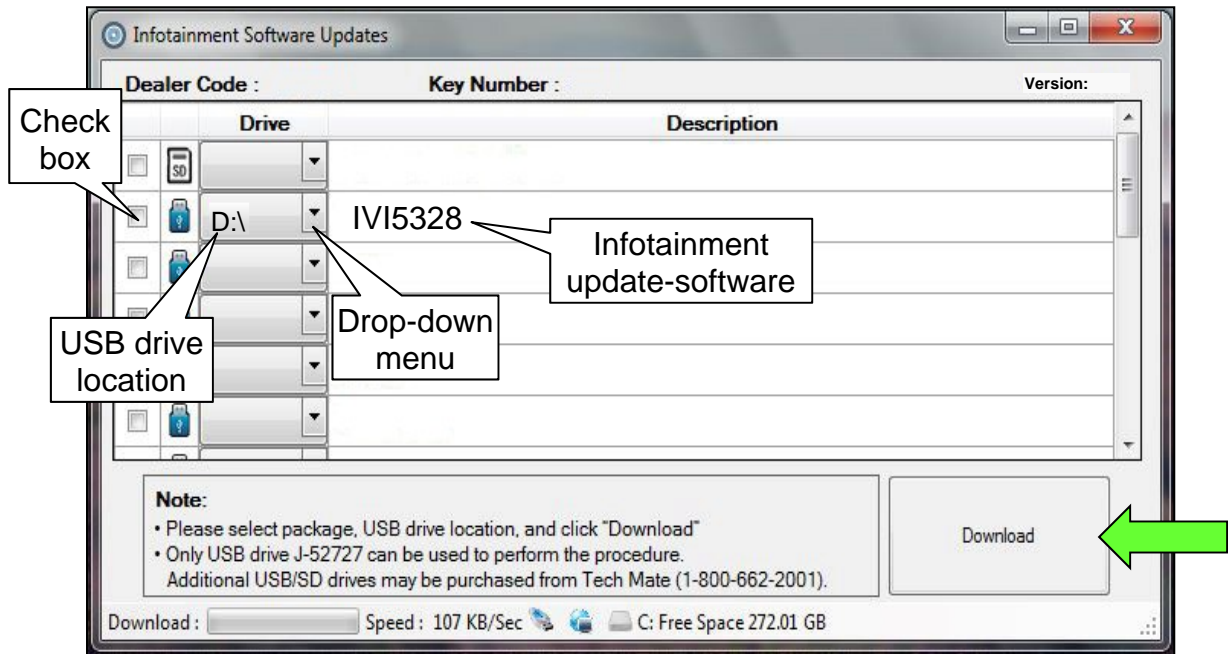 Infotainment Software Updates
Dealer Code :
Key Number :
Version:
Check
box
Drive
Description
SD
D:\
IVI5328
Infotainment
update-software
USB drive
location
Drop-down
menu
Note:
• Please select package, USB drive location, and click "Download"
• Only USB drive J-52727 can be used to perform the procedure.
Additional USB/SD drives may be purchased from Tech Mate (1-800-662-2001).
Download
Download :
Speed : 107 KB/Sec
C: Free Space 272.01 GB